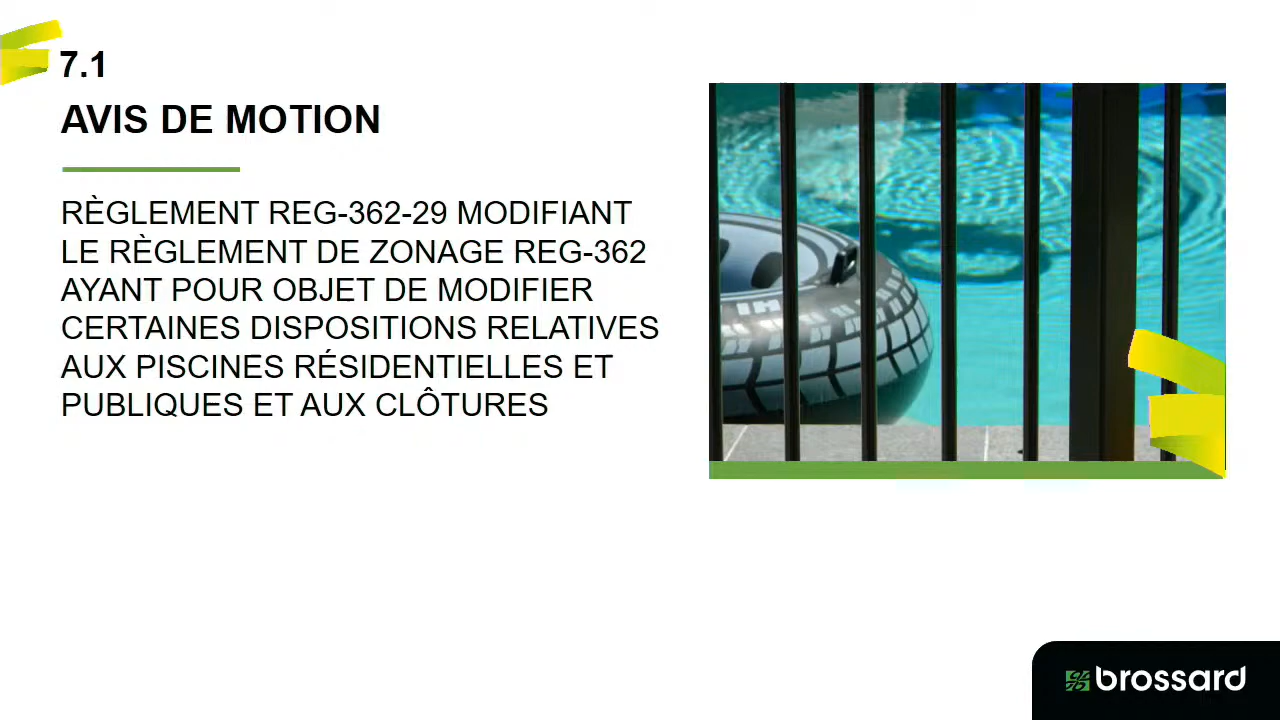 7.1
AVIS DE MOTION
RÈGLEMENT REG-362-29 MODIFIANT
LE RÈGLEMENT DE ZONAGE REG-362
AYANT POUR OBJET DE MODIFIER
CERTAINES DISPOSITIONS RELATIVES
AUX PISCINES RÉSIDENTIELLES ET
PUBLIQUES ET AUX CLÔTURES
brossard